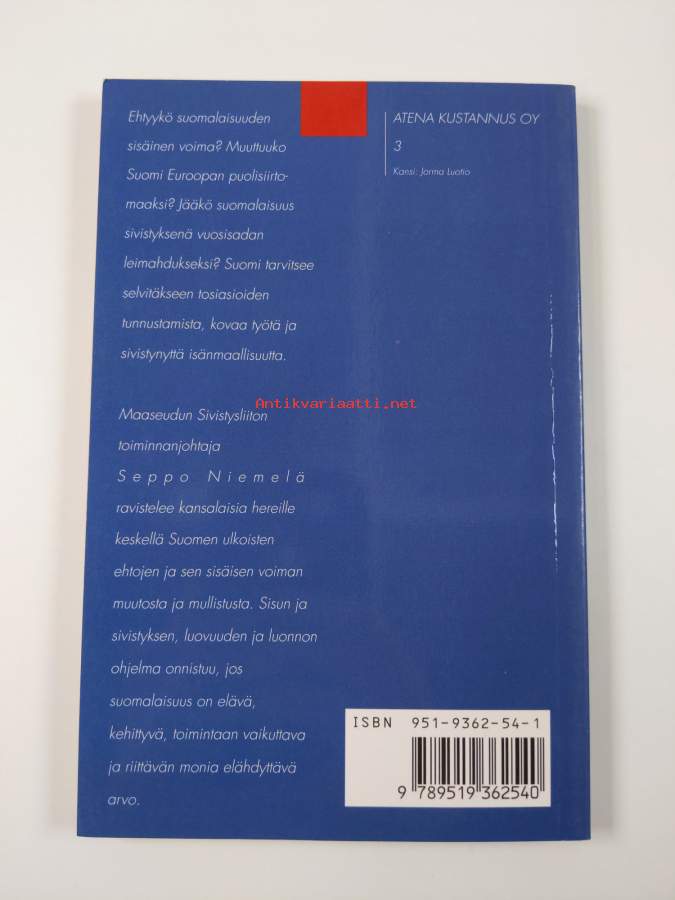 Ehtyykö suomalaisuuden
sisäinen voima? Muuttuuko
Suomi Euroopan puolisiirto-
maaksi? Jääkö suomalaisuus
sivistyksenä vuosisadan
leimahdukseksi? Suomi tarvitsee
selvitäkseen tosiasioiden
tunnustamista, kovaa työtä ja
sivistynyttä isänmaallisuutta.
Maaseudun Sivistysliiton
toiminnanjohtaja
Seppo Niemelä
ravistelee kansalaisia hereille
keskellä Suomen ulkoisten
ehtojen ja sen sisäisen voiman
muutosta ja mullistusta. Sisun ja
sivistyksen, luovuuden ja luonnon
ohjelma onnistuu, jos
suomalaisuus on elävä,
kehittyvä, toimintaan vaikuttava
ja riittävän monia elähdyttävä
arvo.
ATENA KUSTANNUS OY
3
Kansi: Jorma Luotio
Antikvariaatti.net
ISBN 951-9362-54-1
9 789519 362540